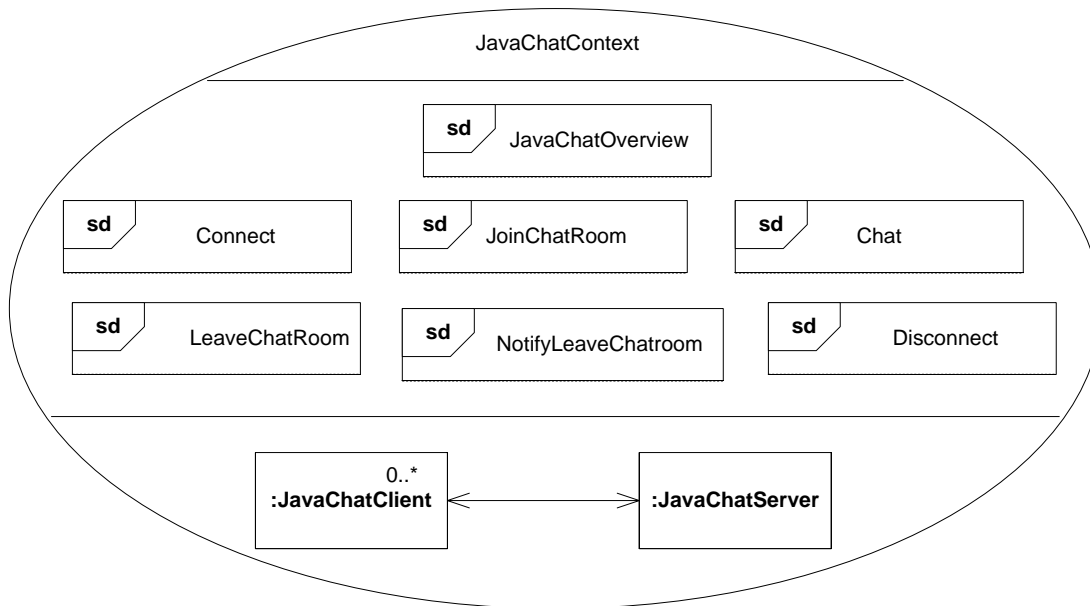 JavaChatContext
sd JavaChatOverview
sd Connect
sd JoinChatRoom
sd Chat
sd LeaveChatRoom
sd NotifyLeaveChatroom
sd Disconnect
0..*
:JavaChatClient
:JavaChatServer